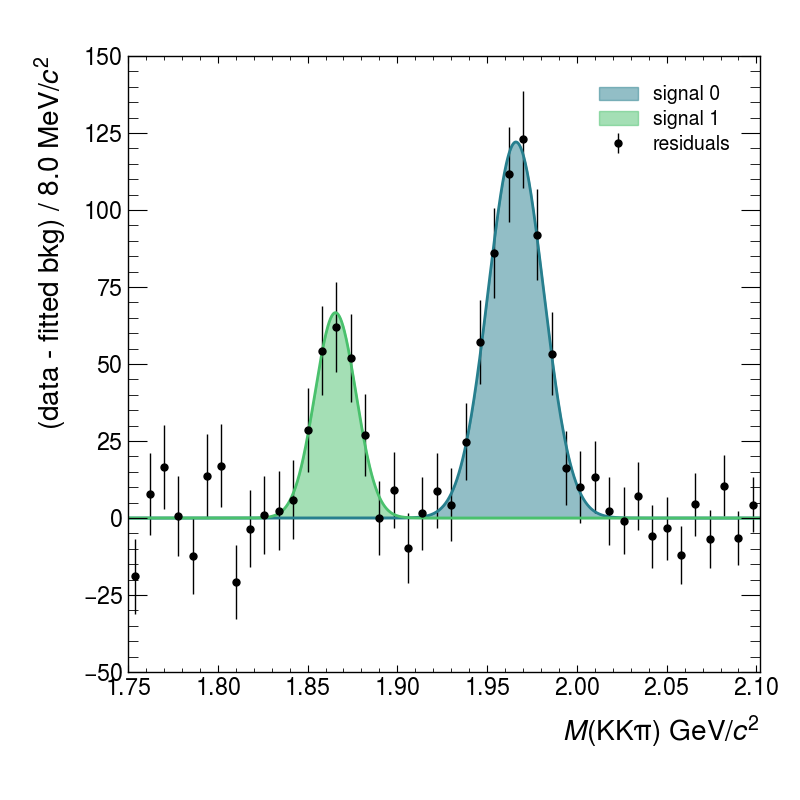 (data - fitted bkg) / 8.0 MeV/c²
150
125
100
75
50
25
0
−25
−50
signal 0
signal 1
residuals
1.75 1.80 1.85 1.90 1.95 2.00 2.05 2.10
M(KKπ) GeV/c²